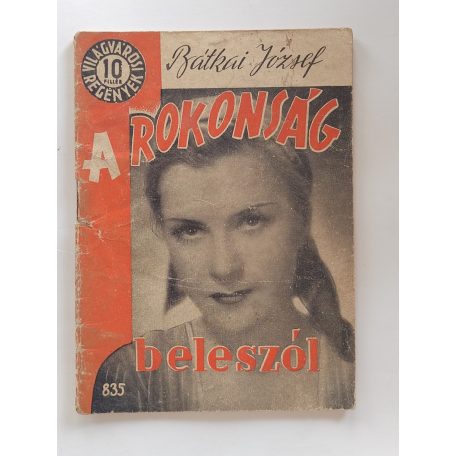 VILÁGVÁROSI
REGÉNYEK
10
FILLÉR
Bátkai József
A ROKONSÁG
beleszól
835